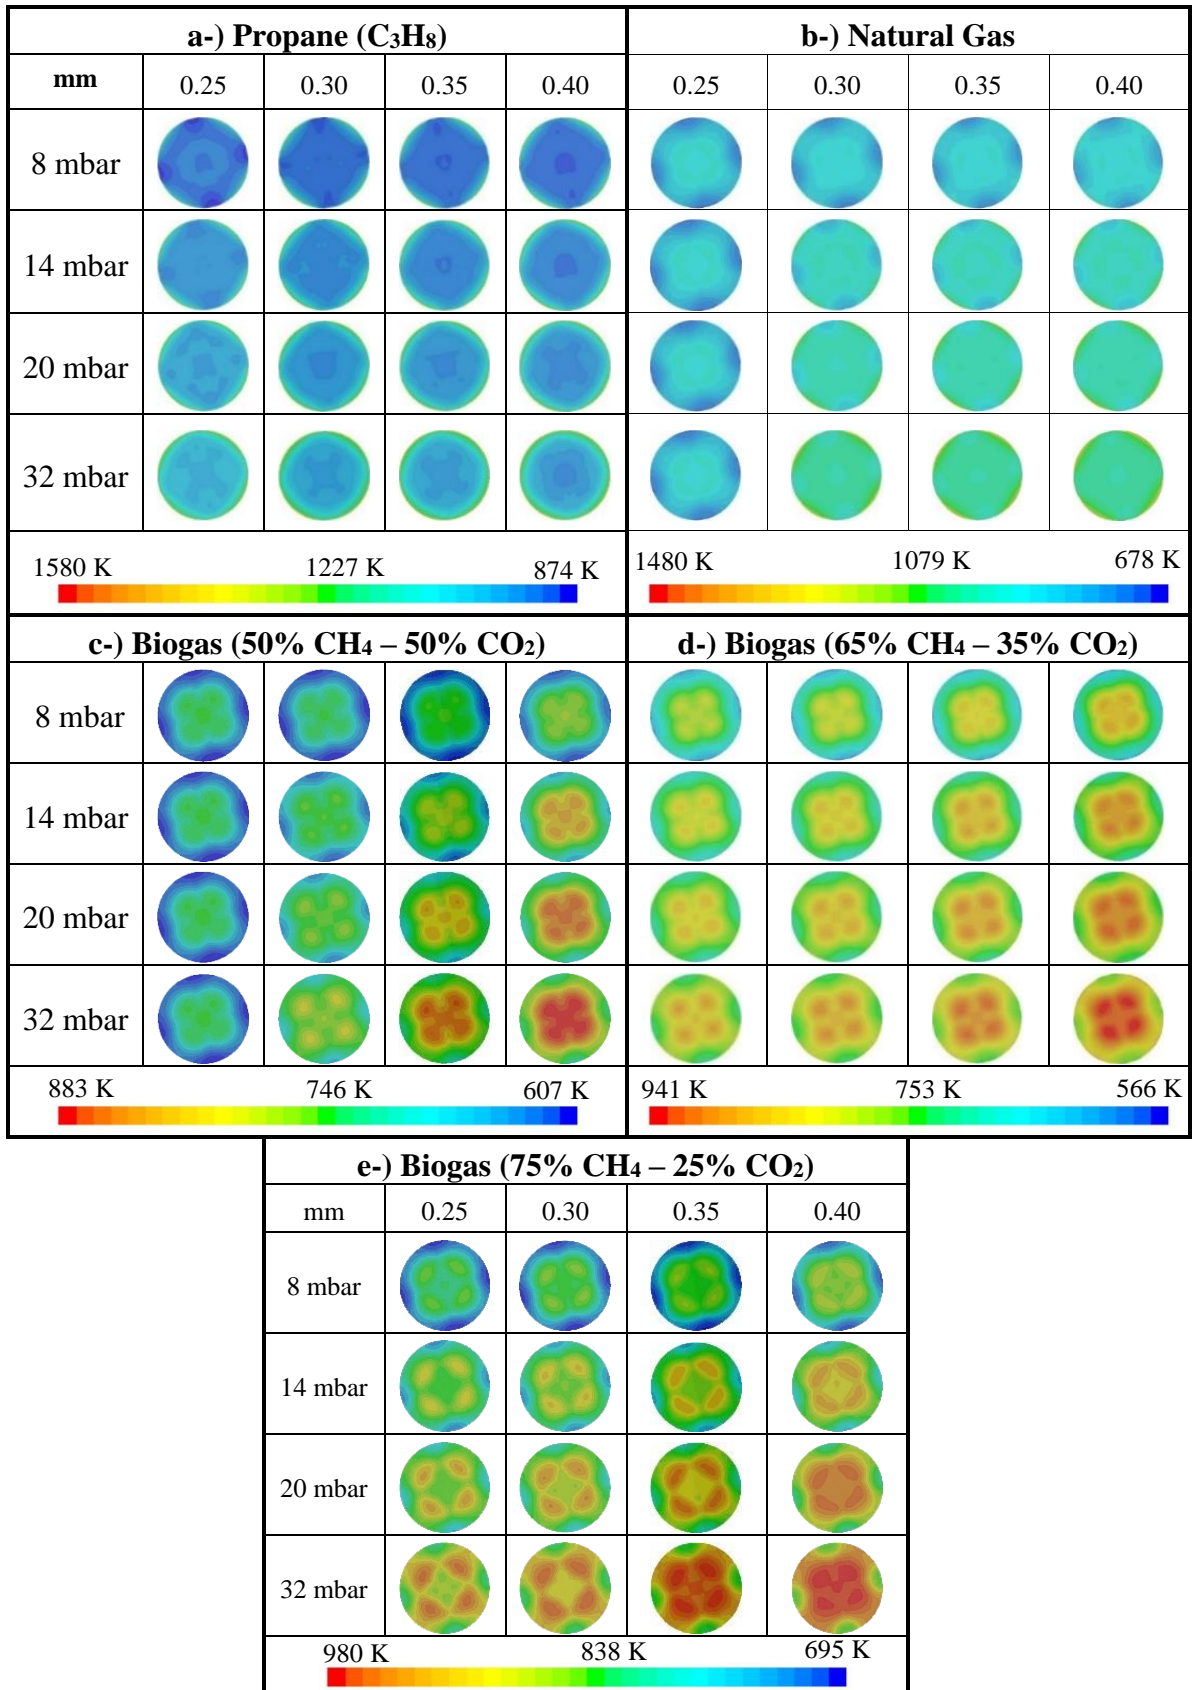 a-) Propane (C3H8) b-) Natural Gas
mm 0.25 0.30 0.35 0.40 0.25 0.30 0.35 0.40
8 mbar
14 mbar
20 mbar
32 mbar
1580 K 1227 K 874 K 1480 K 1079 K 678 K
c-) Biogas (50% CH4 – 50% CO2) d-) Biogas (65% CH4 – 35% CO2)
8 mbar
14 mbar
20 mbar
32 mbar
883 K 746 K 607 K 941 K 753 K 566 K
e-) Biogas (75% CH4 – 25% CO2)
mm 0.25 0.30 0.35 0.40
8 mbar
14 mbar
20 mbar
32 mbar
980 K 838 K 695 K